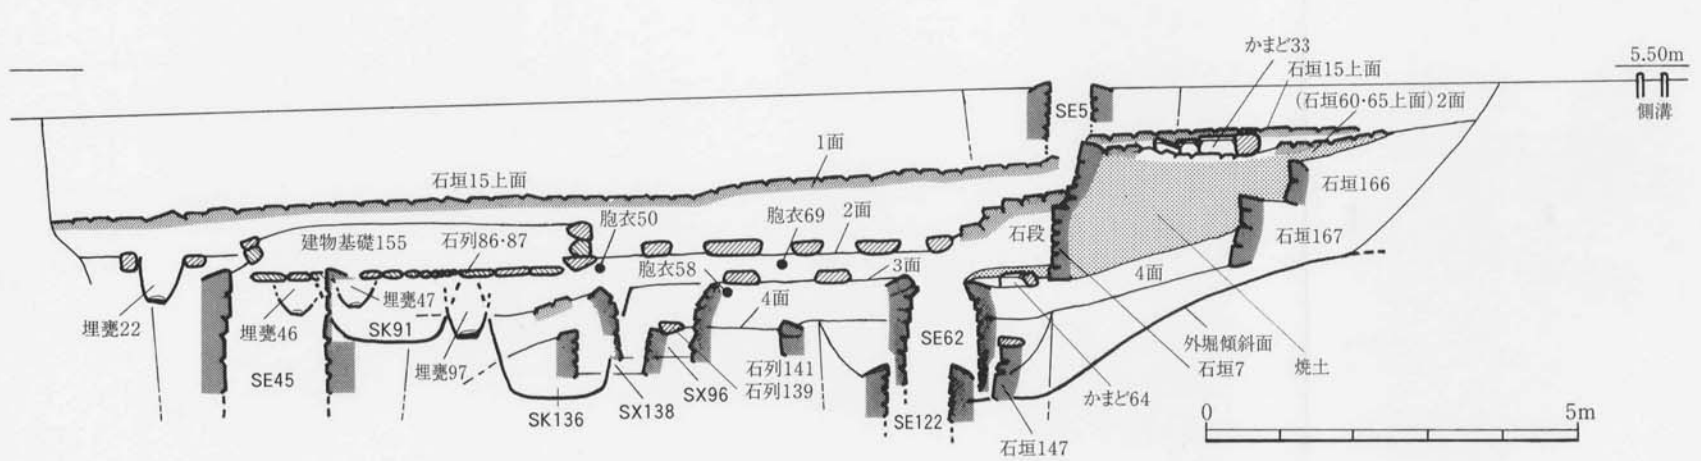 かまど33
5.50m
石垣15上面
(石垣60・65上面)2面
側溝
SE5
1面
石垣15上面
石垣166
胞衣50
胞衣69
2面
建物基礎155
石列86・87
石段
石垣167
胞衣58
3面
4面
埋甕47
4面
埋甕22
埋甕46
SK91
SE62
外堀傾斜面
埋甕97
石列141
石垣7
焼土
SE45
石列139
かまど64
SX96
SX138
SK136
SE122
0
5m
石垣147